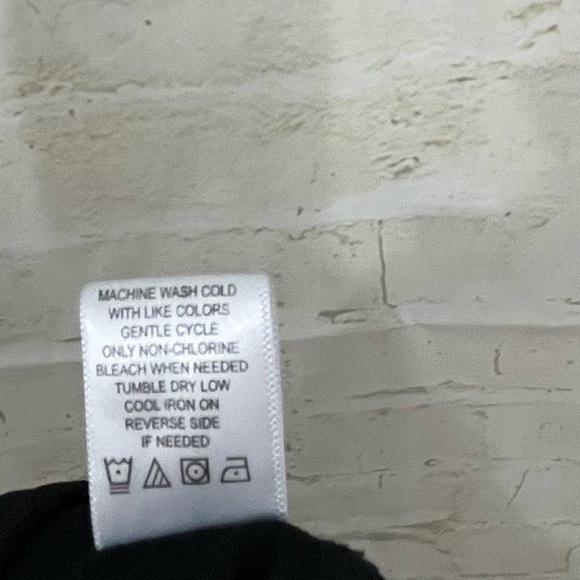 MACHINE WASH COLD
WITH LIKE COLORS
GENTLE CYCLE
ONLY NON-CHLORINE
BLEACH WHEN NEEDED
TUMBLE DRY LOW
COOL IRON ON
REVERSE SIDE
IF NEEDED